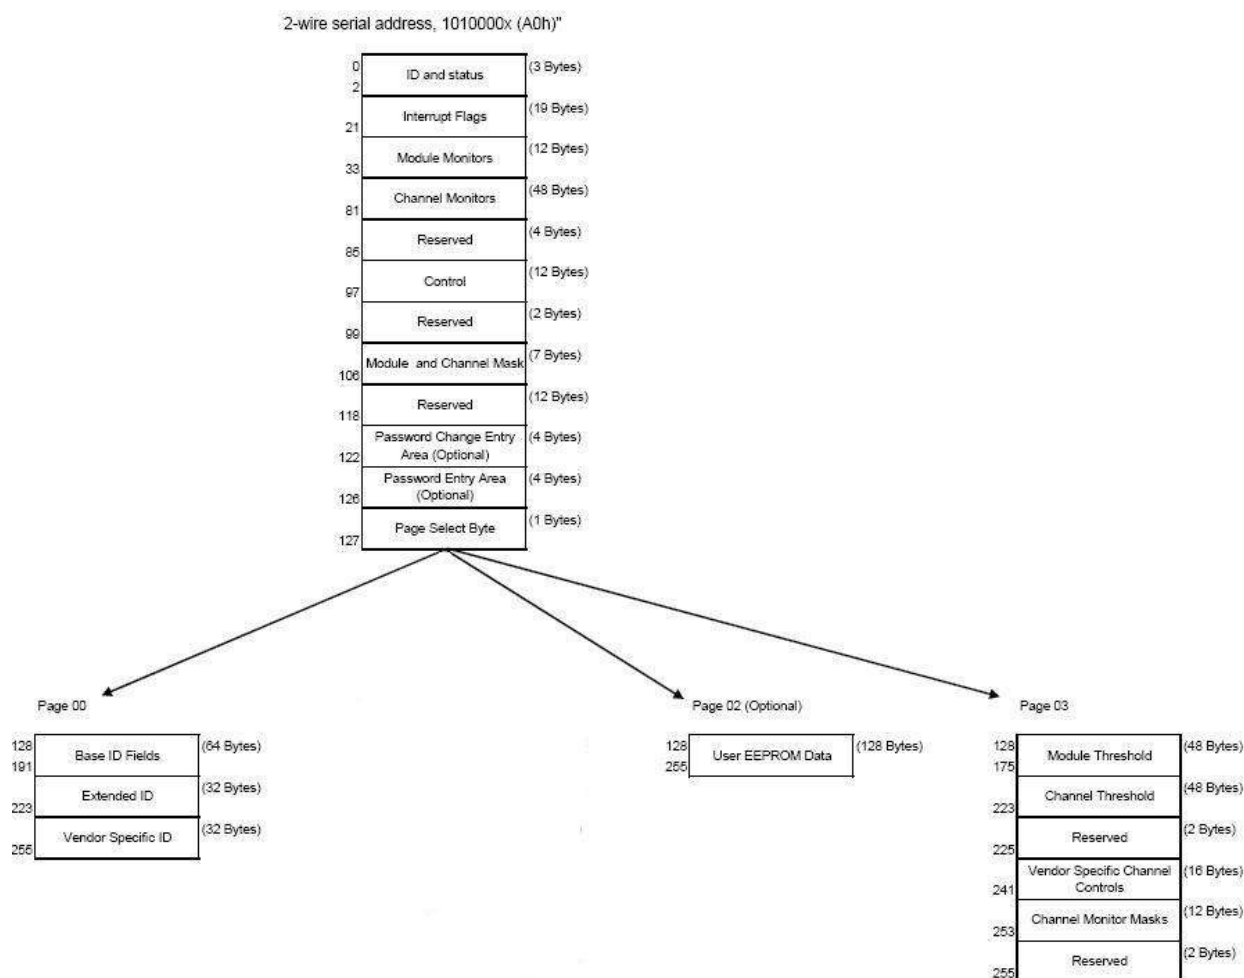 2-wire serial address, 1010000x (A0h)"
0
2
ID and status
(3 Bytes)
21
Interrupt Flags
(19 Bytes)
33
Module Monitors
(12 Bytes)
81
Channel Monitors
(48 Bytes)
85
Reserved
(4 Bytes)
97
Control
(12 Bytes)
99
Reserved
(2 Bytes)
106
Module and Channel Mask
(7 Bytes)
118
Reserved
(12 Bytes)
122
Password Change Entry
Area (Optional)
(4 Bytes)
126
Password Entry Area
(Optional)
(4 Bytes)
127
Page Select Byte
(1 Bytes)
Page 00
128
191
Base ID Fields
(64 Bytes)
223
Extended ID
(32 Bytes)
255
Vendor Specific ID
(32 Bytes)
Page 02 (Optional)
128
255
User EEPROM Data
(128 Bytes)
Page 03
128
175
Module Threshold
(48 Bytes)
223
Channel Threshold
(48 Bytes)
225
Reserved
(2 Bytes)
241
Vendor Specific Channel
Controls
(16 Bytes)
253
Channel Monitor Masks
(12 Bytes)
255
Reserved
(2 Bytes)